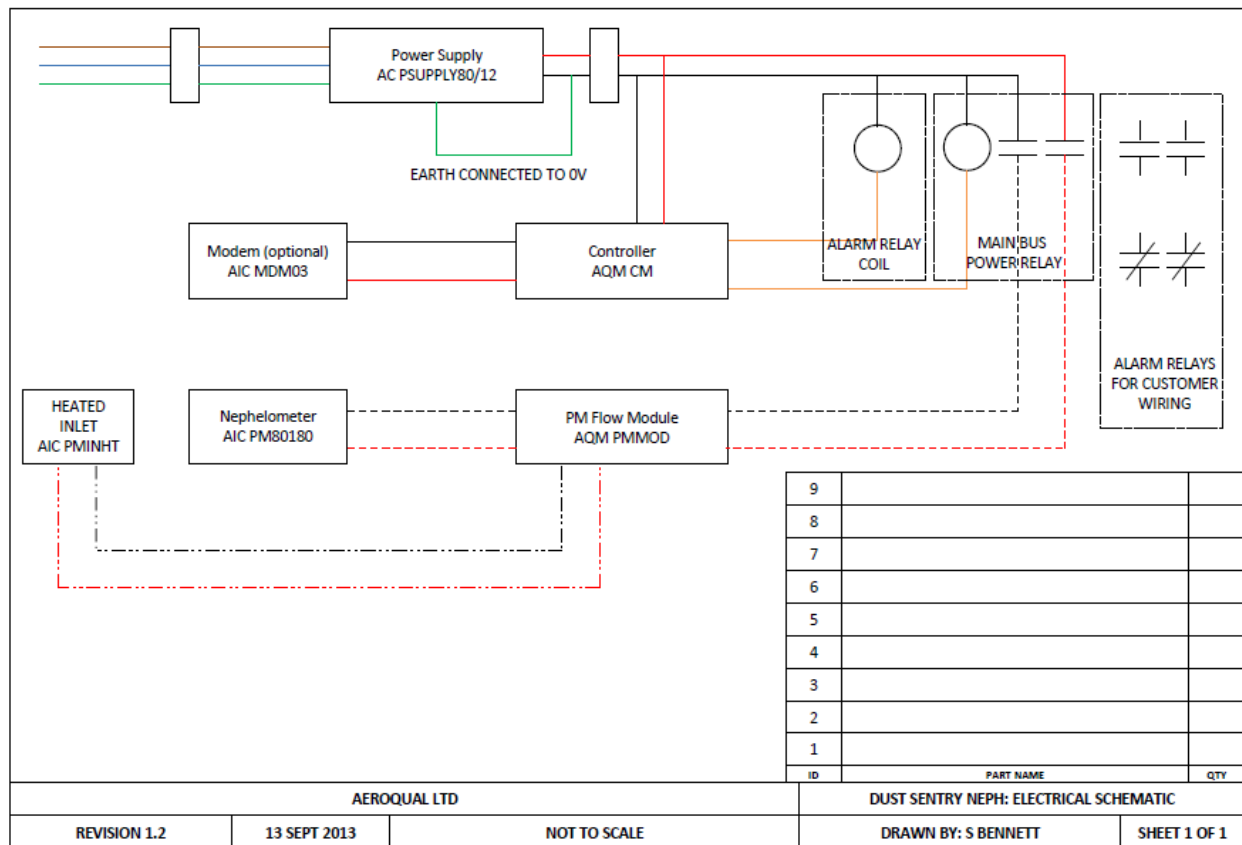 Power Supply
AC PSUPPLY80/12
EARTH CONNECTED TO 0V
Modem (optional)
AIC MDM03
Controller
AQM CM
ALARM RELAY
COIL
MAIN BUS
POWER RELAY
ALARM RELAYS
FOR CUSTOMER
WIRING
HEATED
INLET
AIC PMINHT
Nephelometer
AIC PM80180
PM Flow Module
AQM PMMOD
9
8
7
6
5
4
3
2
1
ID PART NAME QTY
AEROQUAL LTD
DUST SENTRY NEPH: ELECTRICAL SCHEMATIC
REVISION 1.2
13 SEPT 2013
NOT TO SCALE
DRAWN BY: S BENNETT
SHEET 1 OF 1